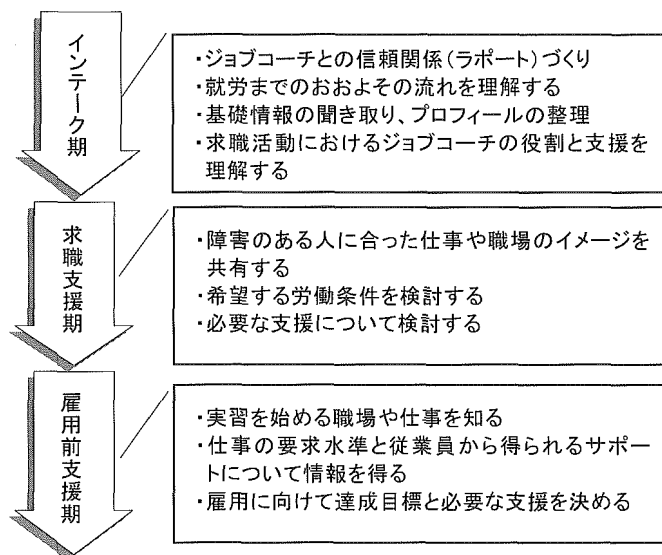 インテーク期
・ジョブコーチとの信頼関係(ラポート)づくり
・就労までのおおよその流れを理解する
・基礎情報の聞き取り、プロフィールの整理
・求職活動におけるジョブコーチの役割と支援を
理解する
求職支援期
・障害のある人に合った仕事や職場のイメージを
共有する
・希望する労働条件を検討する
・必要な支援について検討する
雇用前支援期
・実習を始める職場や仕事を知る
・仕事の要求水準と従業員から得られるサポー
トについて情報を得る
・雇用に向けて達成目標と必要な支援を決める